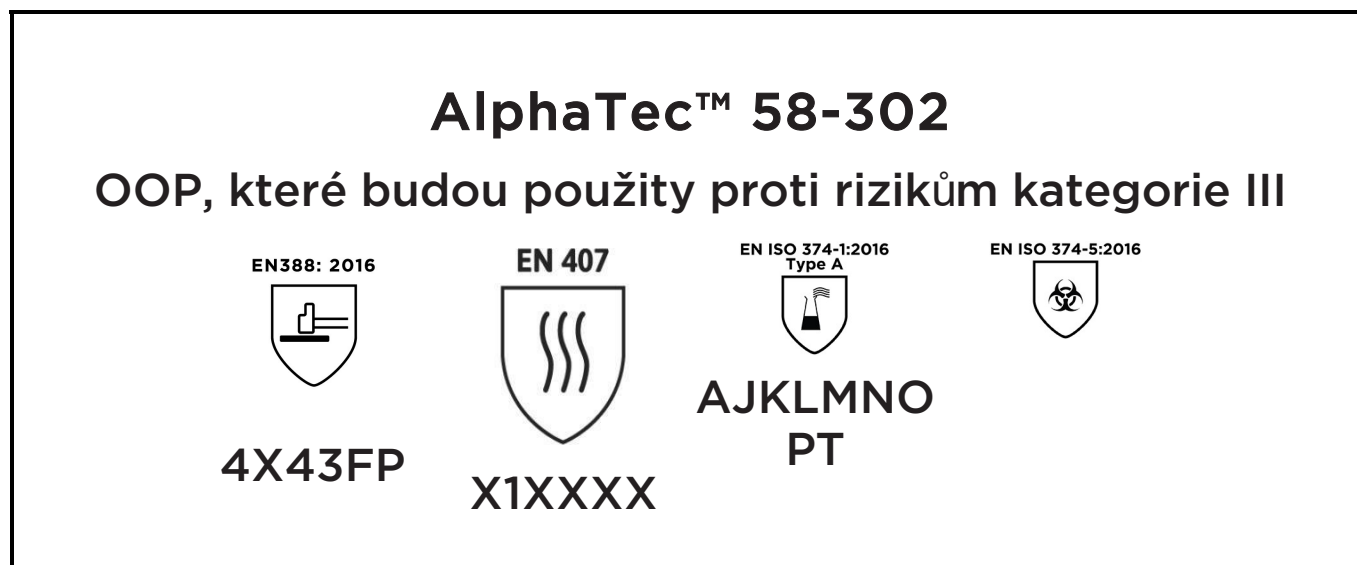 AlphaTec™ 58-302
OOP, které budou použity proti rizikům kategorie III
EN388: 2016
4X43FP
EN 407
X1XXXX
EN ISO 374-1:2016
Type A
AJKLMNO
PT
EN ISO 374-5:2016